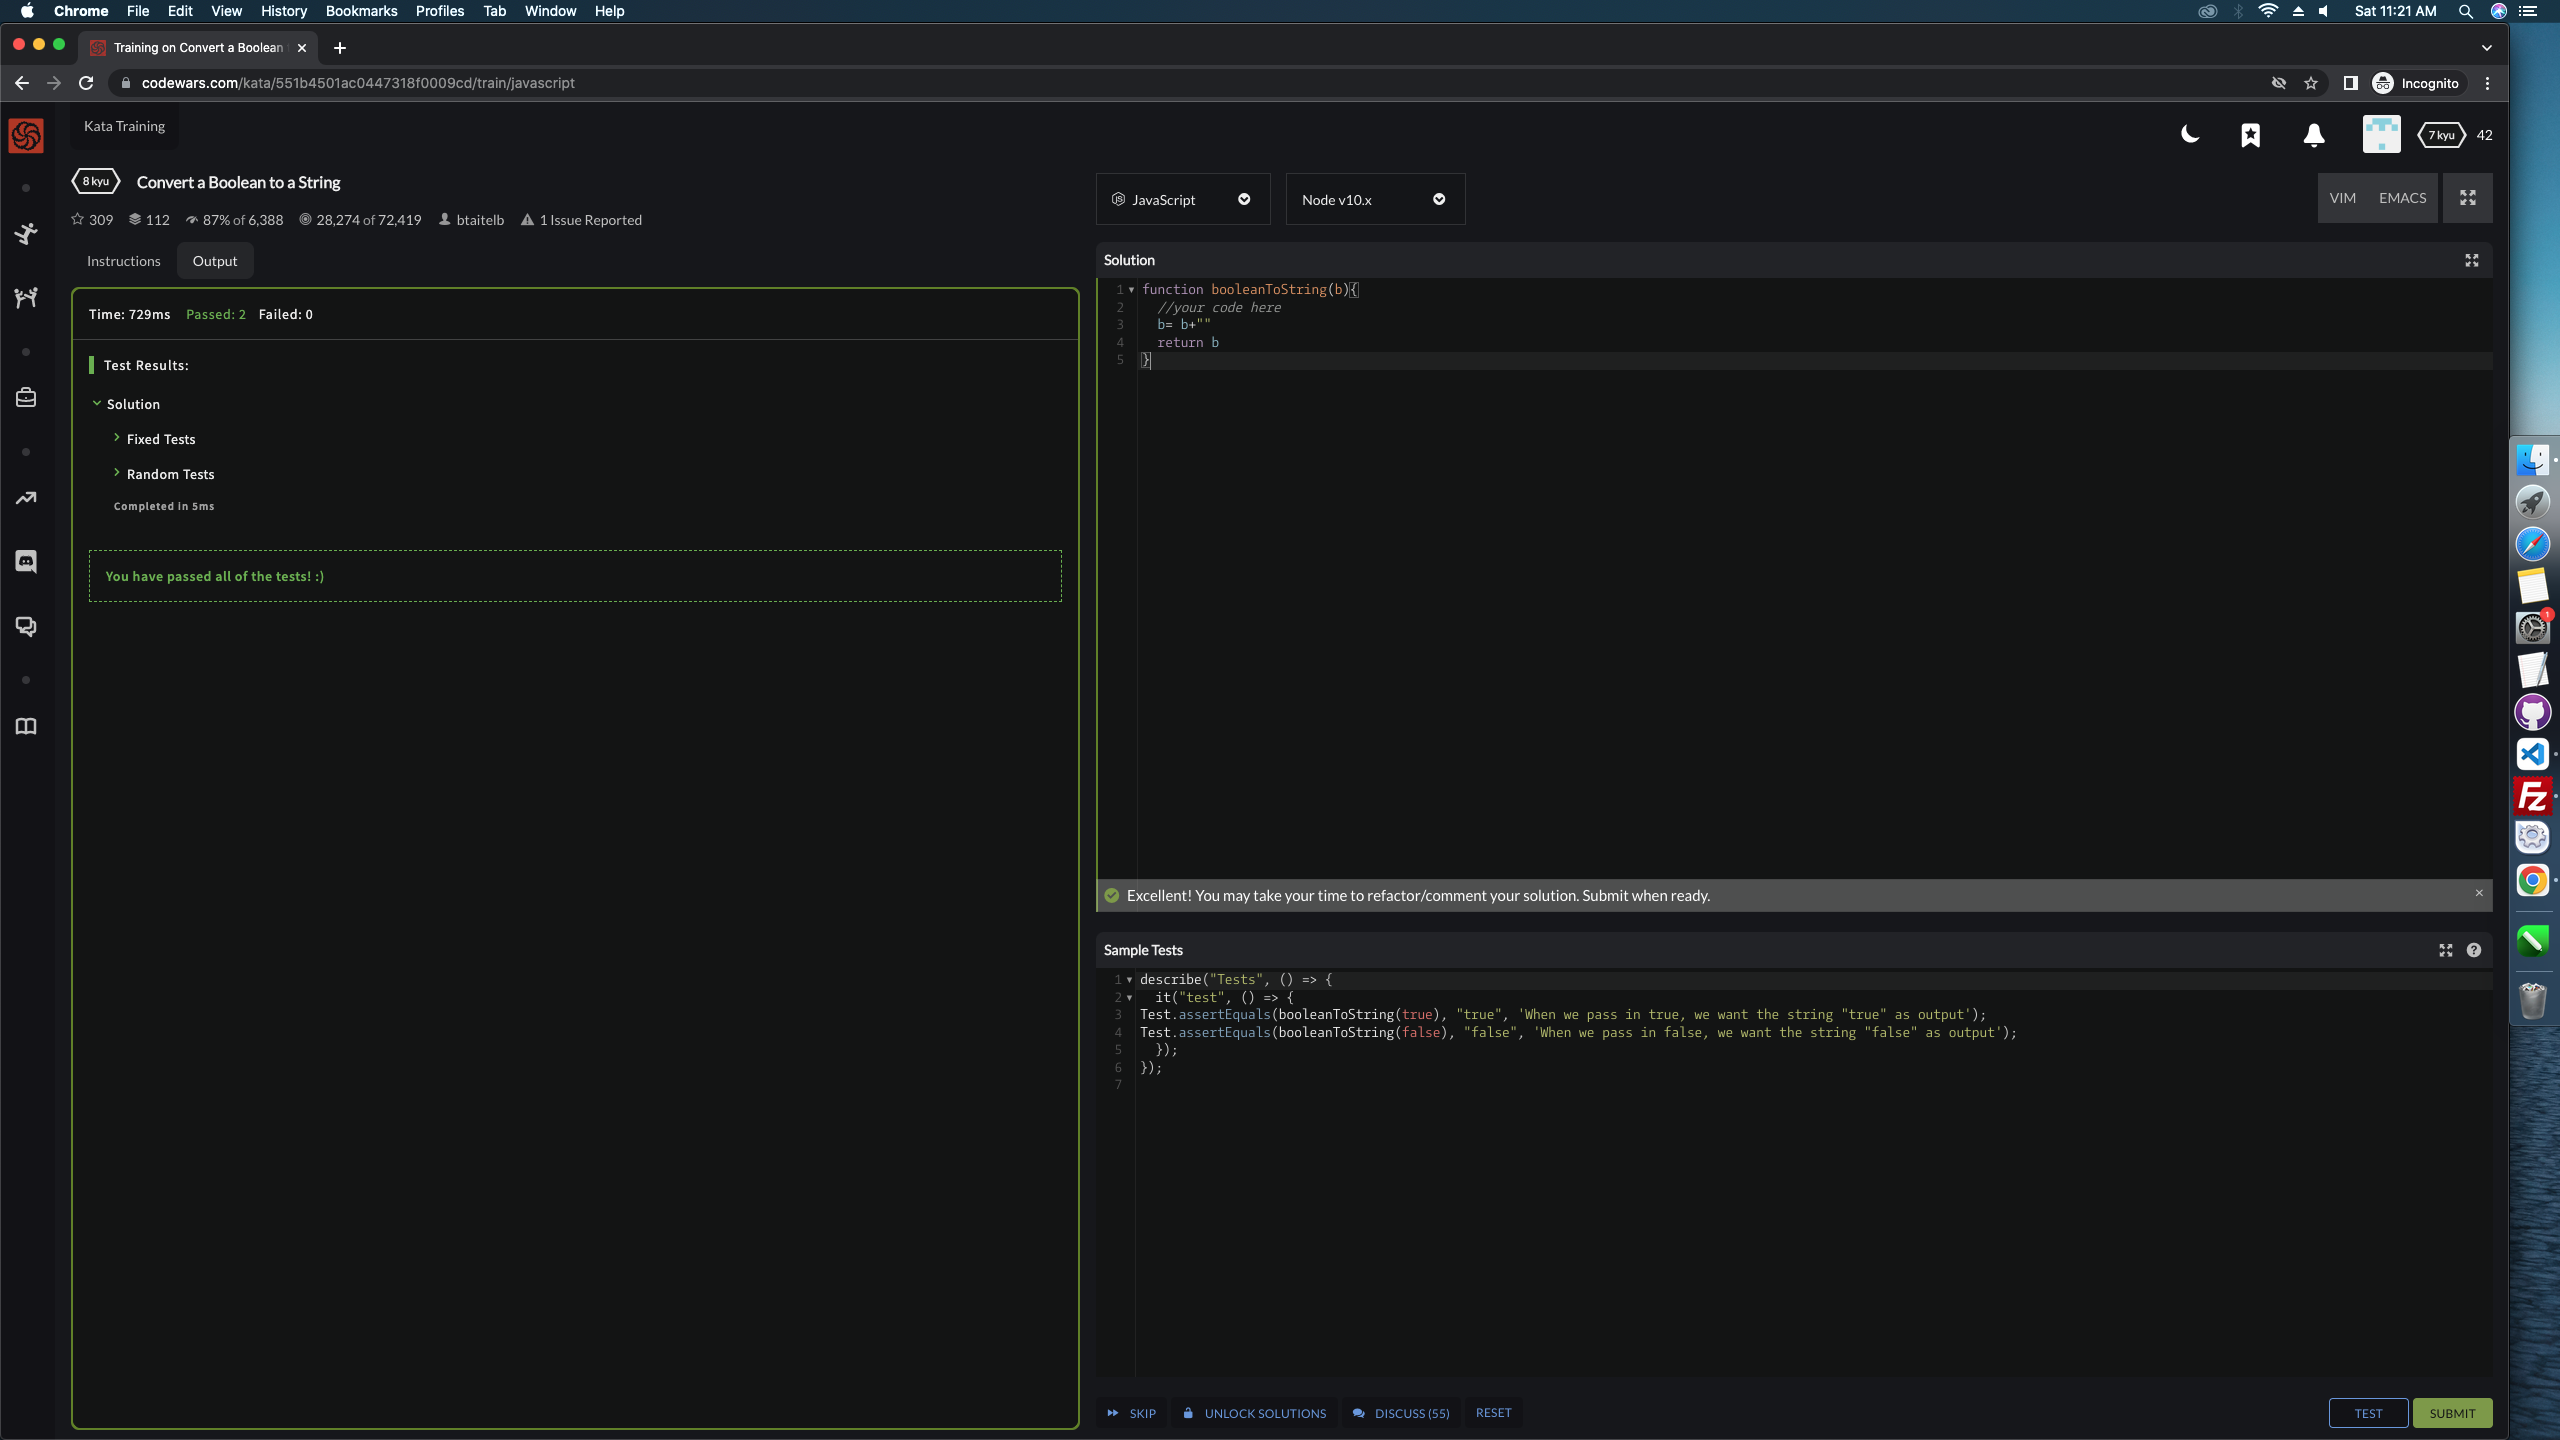 Chrome File Edit View History Bookmarks Profiles Tab Window Help
Sat 11:21 AM
Training on Convert a Boolean
codewars.com/kata/551b4501ac0447318f0009cd/train/javascript
Incognito
Kata Training
7 kyu 42
8 kyu Convert a Boolean to a String
309 112 87% of 6,388 28,274 of 72,419 btaitelb 1 Issue Reported
JavaScript
Node v10.x
VIM EMACS
Instructions Output
Time: 729ms Passed: 2 Failed: 0
Test Results:
Solution
Fixed Tests
Random Tests
Completed in 5ms
You have passed all of the tests! :)
Solution
1 function booleanToString(b){
2 //your code here
3 b= b+""
4 return b
5 }
Excellent! You may take your time to refactor/comment your solution. Submit when ready.
Sample Tests
1 describe("Tests", () => {
2 it("test", () => {
3 Test.assertEquals(booleanToString(true), "true", 'When we pass in true, we want the string "true" as output');
4 Test.assertEquals(booleanToString(false), "false", 'When we pass in false, we want the string "false" as output');
5 });
6 });
7
SKIP UNLOCK SOLUTIONS DISCUSS (55) RESET
TEST SUBMIT
1
Fz